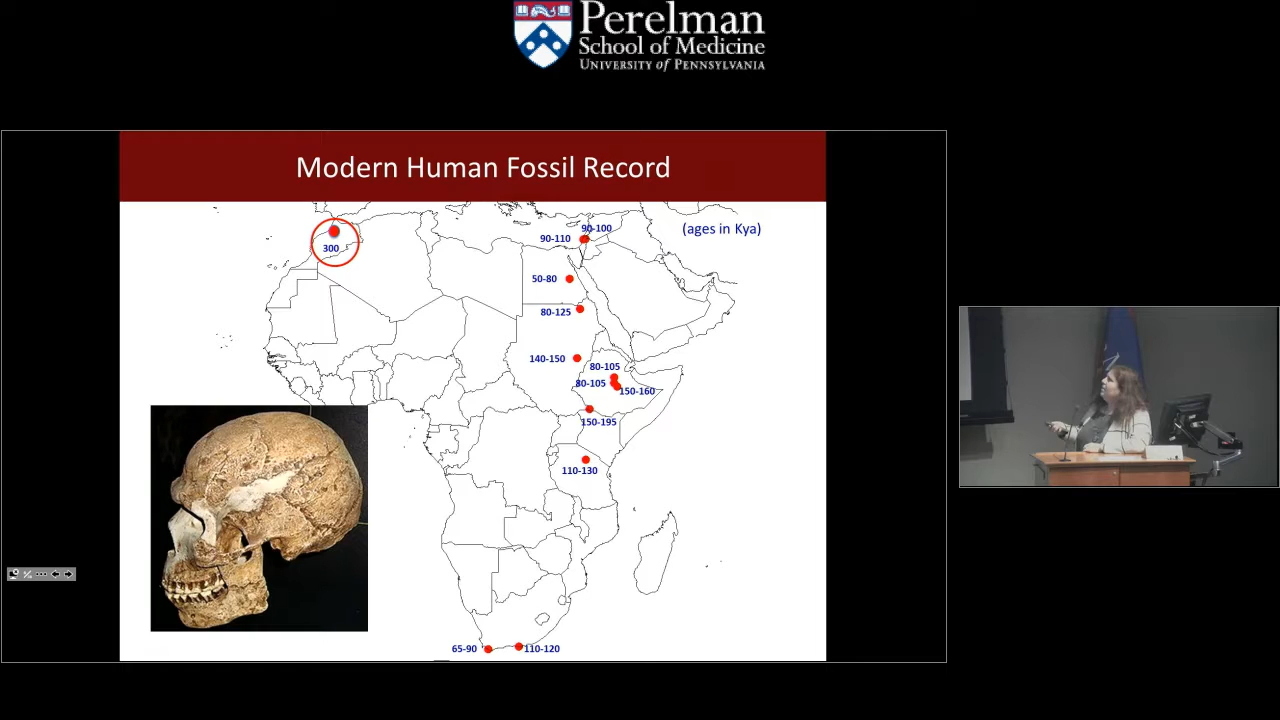 Perelman
School of Medicine
UNIVERSITY of PENNSYLVANIA
Modern Human Fossil Record
(ages in Kya)
300
90-100
90-110
50-80
80-125
140-150
80-105
80-105
150-160
150-195
110-130
65-90
110-120